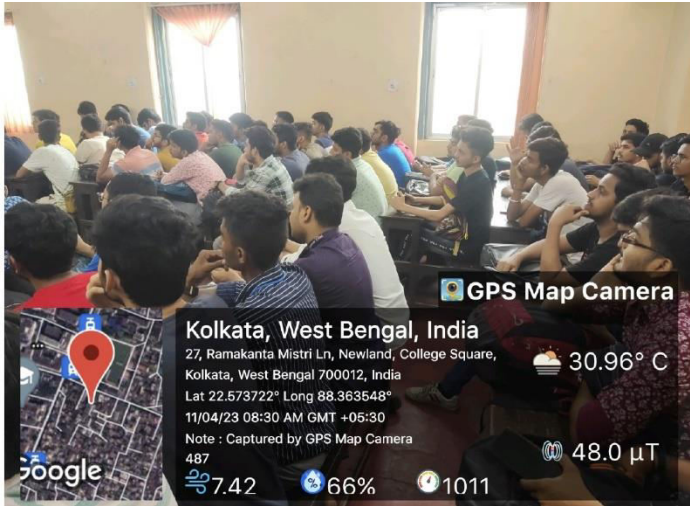 GPS Map Camera
Kolkata, West Bengal, India
27, Ramakanta Mistri Ln, Newland, College Square,
Kolkata, West Bengal 700012, India
Lat 22.573722° Long 88.363548°
11/04/23 08:30 AM GMT +05:30
Note : Captured by GPS Map Camera
487
30.96° C
48.0 μT
7.42
66%
1011
Google